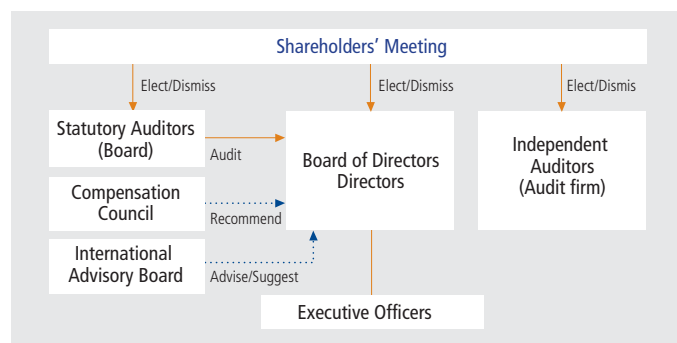 Shareholders' Meeting
Elect/Dismiss
Elect/Dismiss
Elect/Dismis
Statutory Auditors
(Board)
Audit
Board of Directors
Directors
Independent
Auditors
(Audit firm)
Compensation
Council
Recommend
International
Advisory Board
Advise/Suggest
Executive Officers